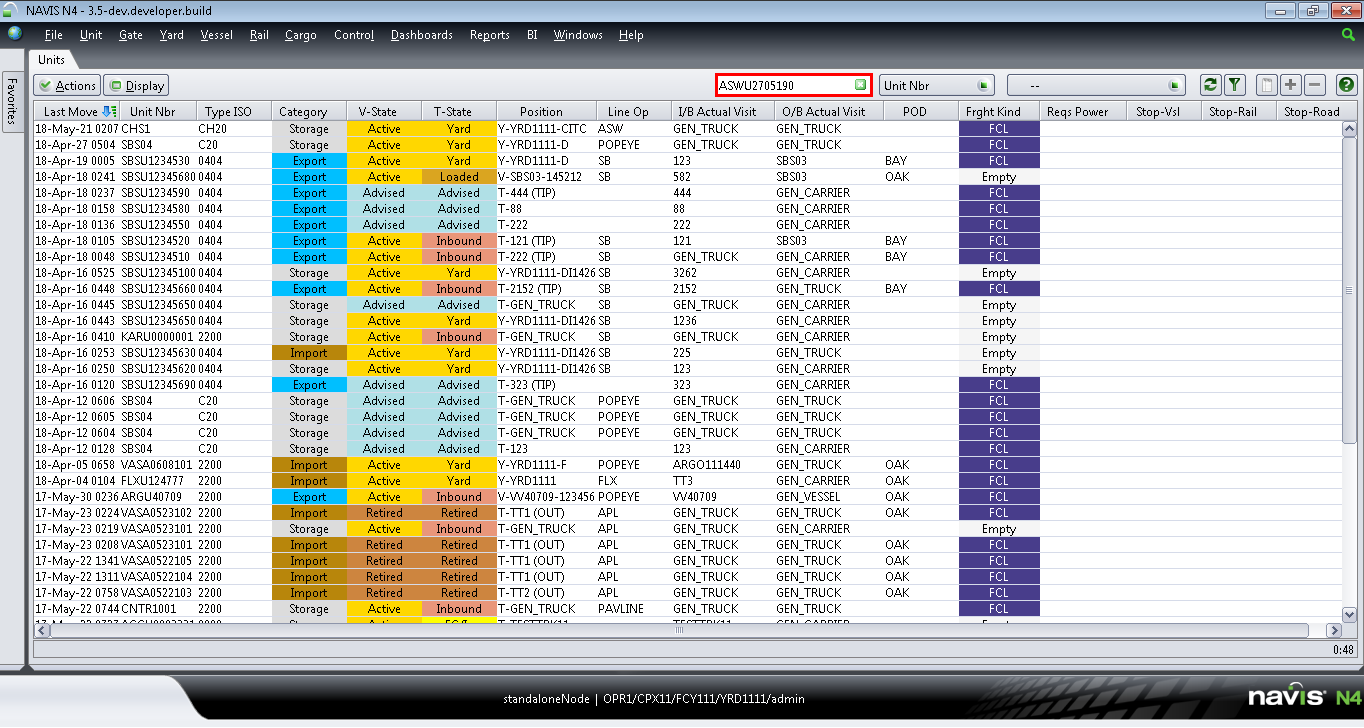 NAVIS N4 - 3.5-dev.developer.build
File Unit Gate Yard Vessel Rail Cargo Control Dashboards Reports BI Windows Help
Units
Favorites
Actions Display ASWU2705190 Unit Nbr --
Last Move Unit Nbr Type ISO Category V-State T-State Position Line Op I/B Actual Visit O/B Actual Visit POD Frght Kind Reqs Power Stop-Vsl Stop-Rail Stop-Road
18-May-21 0207 CHS1 CH20 Storage Active Yard Y-YRD1111-CITC ASW GEN_TRUCK GEN_TRUCK FCL
18-Apr-27 0504 SBS04 C20 Storage Active Yard Y-YRD1111-D POPEYE GEN_TRUCK GEN_TRUCK FCL
18-Apr-19 0005 SBSU1234530 0404 Export Active Yard Y-YRD1111-D SB 123 SBS03 BAY FCL
18-Apr-18 0241 SBSU12345680 0404 Export Active Loaded V-SBS03-145212 SB 582 SBS03 OAK Empty
18-Apr-18 0237 SBSU1234590 0404 Export Advised Advised T-444 (TIP) 444 GEN_CARRIER FCL
18-Apr-18 0158 SBSU1234580 0404 Export Advised Advised T-88 88 GEN_CARRIER FCL
18-Apr-18 0136 SBSU1234550 0404 Export Advised Advised T-222 222 GEN_CARRIER FCL
18-Apr-18 0105 SBSU1234520 0404 Export Active Inbound T-121 (TIP) SB 121 SBS03 BAY FCL
18-Apr-18 0048 SBSU1234510 0404 Export Active Inbound T-222 (TIP) SB GEN_TRUCK GEN_CARRIER BAY FCL
18-Apr-16 0525 SBSU12345100 0404 Storage Active Yard Y-YRD1111-DI1426 SB 3262 GEN_CARRIER Empty
18-Apr-16 0448 SBSU12345660 0404 Export Active Inbound T-2152 (TIP) SB 2152 GEN_CARRIER BAY FCL
18-Apr-16 0445 SBSU12345650 0404 Storage Advised Advised T-GEN_TRUCK SB GEN_TRUCK GEN_CARRIER Empty
18-Apr-16 0443 SBSU12345650 0404 Storage Active Yard Y-YRD1111-DI1426 SB 1236 GEN_CARRIER Empty
18-Apr-16 0410 KARU0000001 2200 Storage Active Inbound T-GEN_TRUCK SB GEN_TRUCK GEN_CARRIER Empty
18-Apr-16 0253 SBSU12345630 0404 Import Active Yard Y-YRD1111-DI1426 SB 225 GEN_TRUCK Empty
18-Apr-16 0250 SBSU12345620 0404 Storage Active Yard Y-YRD1111-DI1426 SB 123 GEN_CARRIER Empty
18-Apr-16 0120 SBSU12345690 0404 Export Advised Advised T-323 (TIP) 323 GEN_CARRIER FCL
18-Apr-12 0606 SBS04 C20 Storage Advised Advised T-GEN_TRUCK POPEYE GEN_TRUCK GEN_TRUCK FCL
18-Apr-12 0605 SBS04 C20 Storage Advised Advised T-GEN_TRUCK POPEYE GEN_TRUCK GEN_TRUCK FCL
18-Apr-12 0604 SBS04 C20 Storage Advised Advised T-GEN_TRUCK POPEYE GEN_TRUCK GEN_TRUCK FCL
18-Apr-12 0128 SBS04 C20 Storage Advised Advised T-123 123 GEN_CARRIER FCL
18-Apr-05 0658 VASA0608101 2200 Import Active Yard Y-YRD1111-F POPEYE ARGO111440 GEN_TRUCK OAK FCL
18-Apr-04 0104 FLXU124777 2200 Import Active Yard Y-YRD1111 FLX TT3 GEN_CARRIER OAK FCL
17-May-30 0236 ARGU40709 2200 Export Active Inbound V-VV40709-123456 POPEYE VV40709 GEN_VESSEL OAK FCL
17-May-23 0224 VASA0523102 2200 Import Retired Retired T-TT1 (OUT) APL GEN_TRUCK GEN_TRUCK OAK FCL
17-May-23 0219 VASA0523101 2200 Storage Active Inbound T-GEN_TRUCK APL GEN_TRUCK GEN_CARRIER Empty
17-May-23 0208 VASA0523101 2200 Import Retired Retired T-TT1 (OUT) APL GEN_TRUCK GEN_TRUCK OAK FCL
17-May-22 1341 VASA0522105 2200 Import Retired Retired T-TT1 (OUT) APL GEN_TRUCK GEN_TRUCK OAK FCL
17-May-22 1311 VASA0522104 2200 Import Retired Retired T-TT1 (OUT) APL GEN_TRUCK GEN_TRUCK OAK FCL
17-May-22 0758 VASA0522103 2200 Import Retired Retired T-TT2 (OUT) APL GEN_TRUCK GEN_TRUCK OAK FCL
17-May-22 0744 CNTR1001 2200 Storage Active Inbound T-GEN_TRUCK PAVLINE GEN_TRUCK GEN_TRUCK FCL
0:48
standaloneNode | OPR1/CPX11/FCY111/YRD1111/admin
navis N4